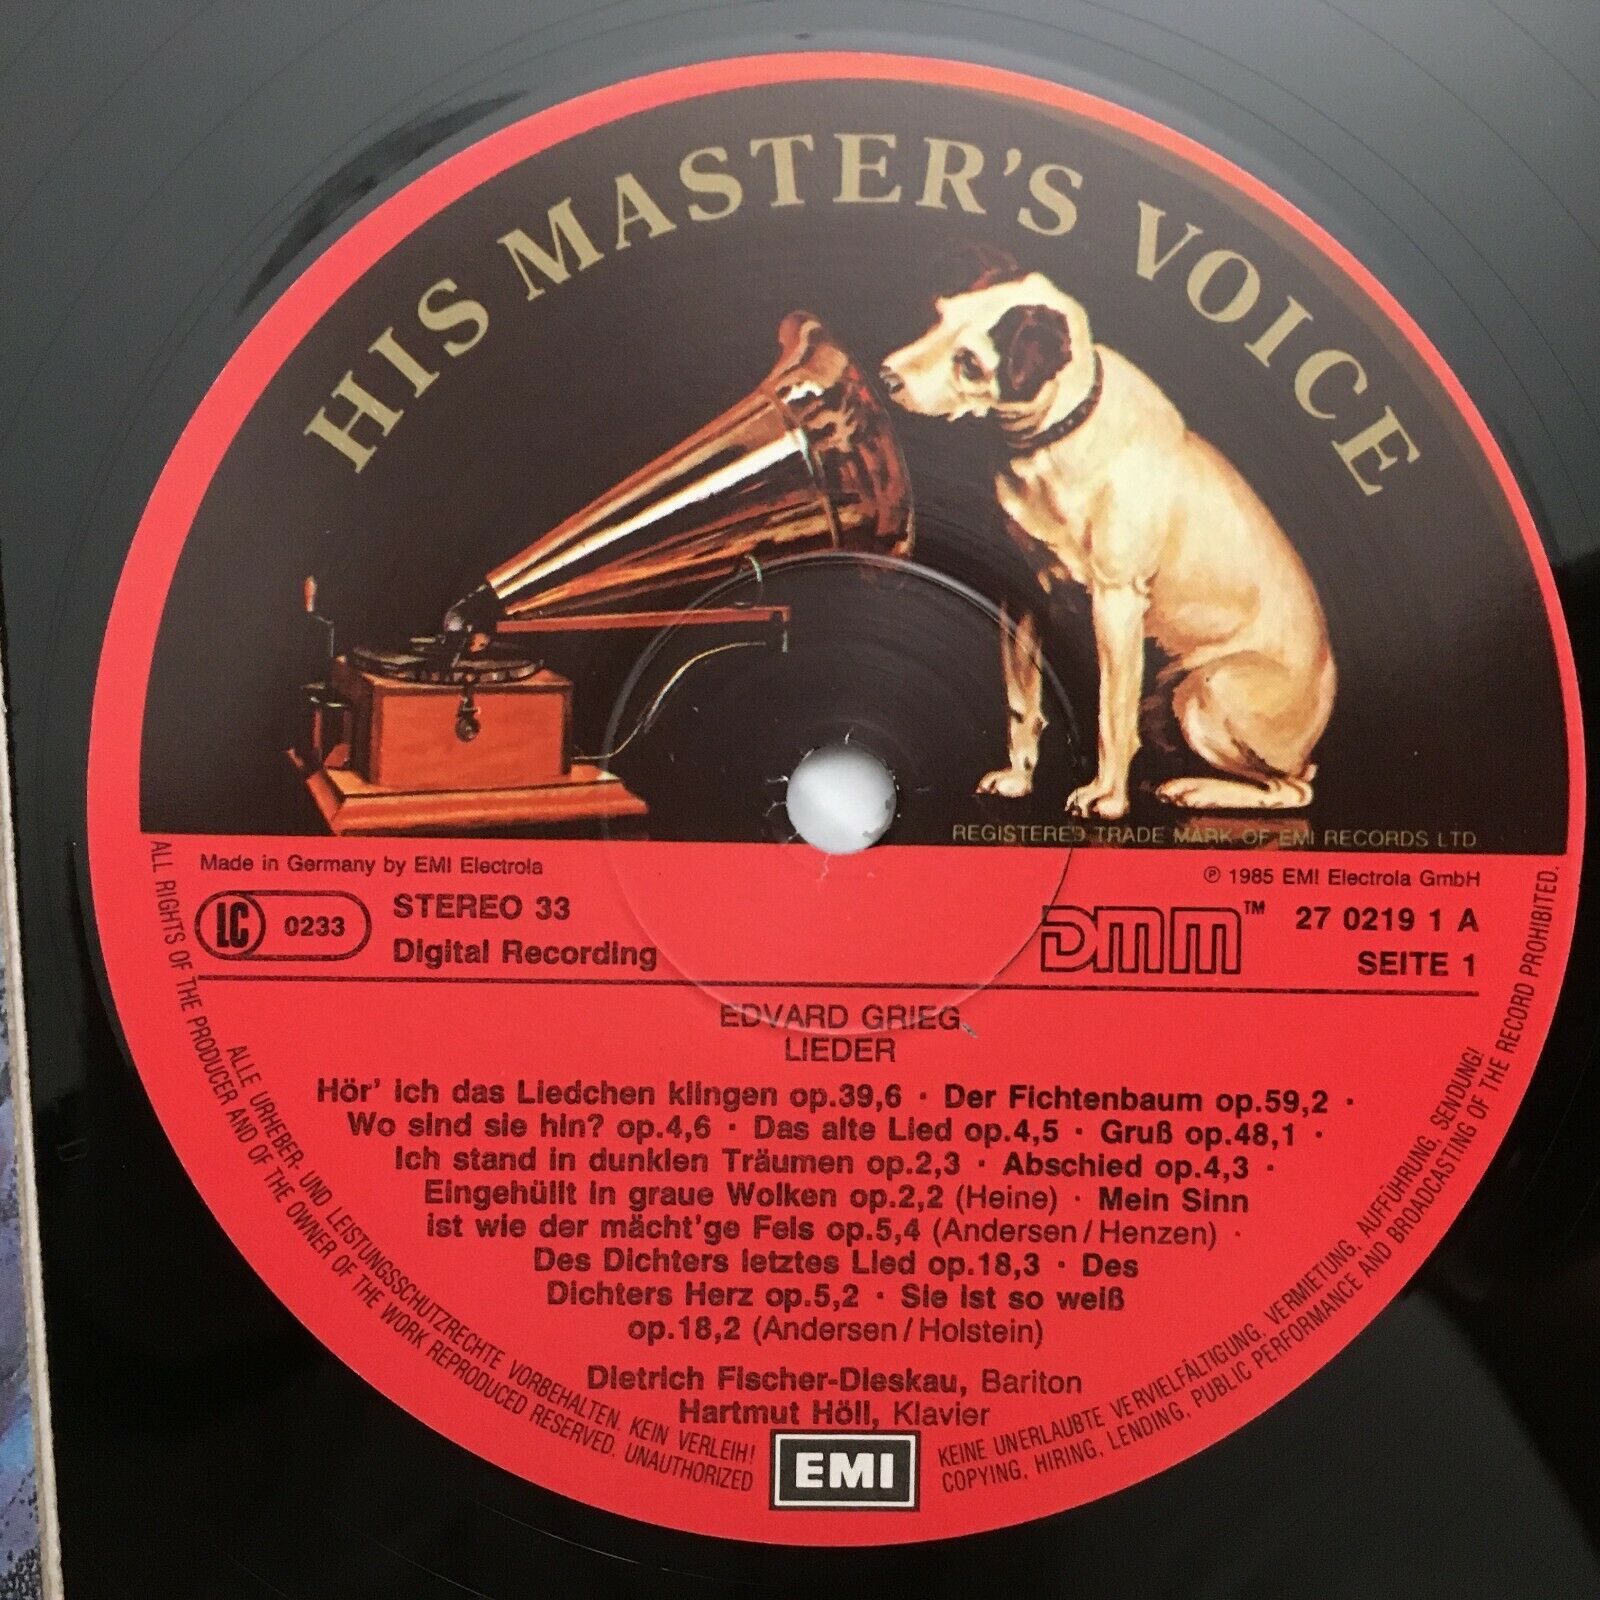 HIS MASTER'S VOICE
REGISTERED TRADE MARK OF EMI RECORDS LTD
Made in Germany by EMI Electrola
℗ 1985 EMI Electrola GmbH
LC 0233
STEREO 33
Digital Recording
DMM™
27 0219 1 A
SEITE 1
EDVARD GRIEG
LIEDER
Hör' ich das Liedchen klingen op.39,6 · Der Fichtenbaum op.59,2 ·
Wo sind sie hin? op.4,6 · Das alte Lied op.4,5 · Gruß op.48,1 ·
Ich stand in dunklen Träumen op.2,3 · Abschied op.4,3 ·
Eingehüllt in graue Wolken op.2,2 (Heine) · Mein Sinn
ist wie der mächt'ge Fels op.5,4 (Andersen/Henzen) ·
Des Dichters letztes Lied op.18,3 · Des
Dichters Herz op.5,2 · Sie ist so weiß
op.18,2 (Andersen/Holstein)
Dietrich Fischer-Dieskau, Bariton
Hartmut Höll, Klavier
EMI
ALLE URHEBER- UND LEISTUNGSSCHUTZRECHTE VORBEHALTEN. KEIN VERLEIH! KEINE UNERLAUBTE VERVIELFÄLTIGUNG, VERMIETUNG, AUFFÜHRUNG, SENDUNG!
ALL RIGHTS OF THE PRODUCER AND OF THE OWNER OF THE WORK REPRODUCED RESERVED. UNAUTHORIZED COPYING, HIRING, LENDING, PUBLIC PERFORMANCE AND BROADCASTING OF THE RECORD PROHIBITED.